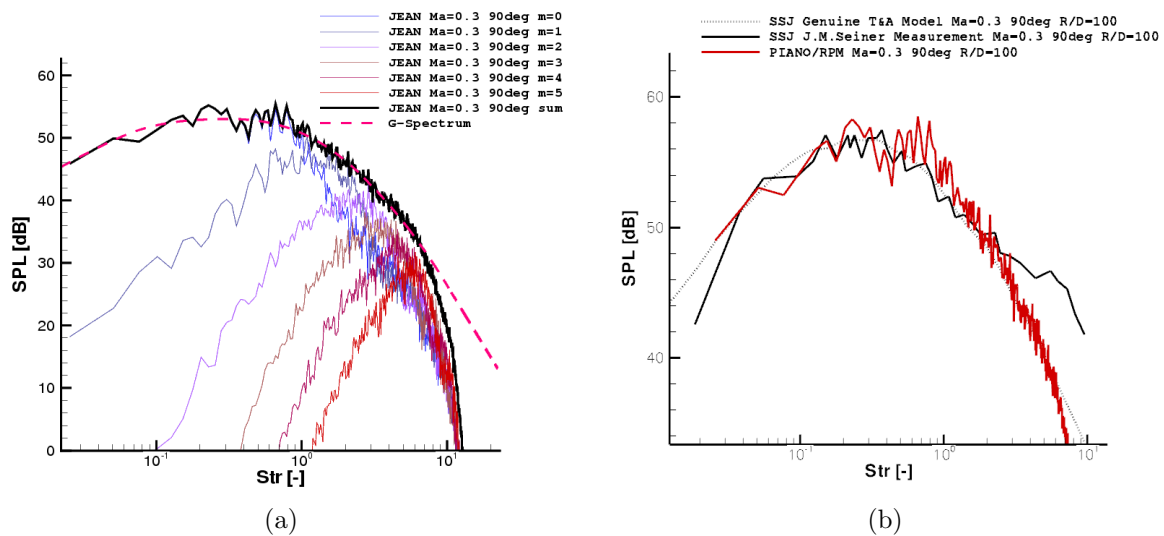 JEAN Ma=0.3 90deg m=0
JEAN Ma=0.3 90deg m=1
JEAN Ma=0.3 90deg m=2
JEAN Ma=0.3 90deg m=3
JEAN Ma=0.3 90deg m=4
JEAN Ma=0.3 90deg m=5
JEAN Ma=0.3 90deg sum
G-Spectrum
60
50
40
30
20
10
0
SPL [dB]
10-1
100
101
Str [-]
(a)
SSJ Genuine T&A Model Ma=0.3 90deg R/D=100
SSJ J.M.Seiner Measurement Ma=0.3 90deg R/D=100
PIANO/RPM Ma=0.3 90deg R/D=100
60
50
40
SPL [dB]
10-1
100
101
Str [-]
(b)